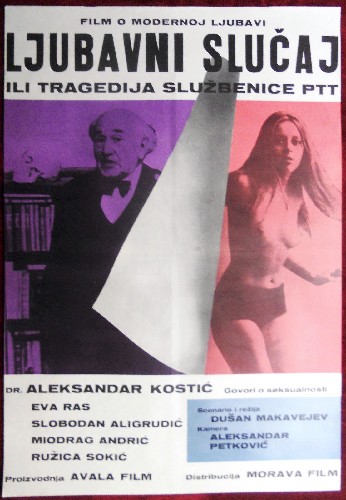 FILM O MODERNOJ LJUBAVI
LJUBAVNI SLUČAJ
ILI TRAGEDIJA SLUŽBENICE PTT
DR. ALEKSANDAR KOSTIĆ Govori o seksualnosti
EVA RAS
SLOBODAN ALIGRUDIĆ
MIODRAG ANDRIĆ
RUŽICA SOKIĆ
Scenario i režija
DUŠAN MAKAVEJEV
Kamera
ALEKSANDAR
PETKOVIĆ
Proizvodnja AVALA FILM
Distribucija MORAVA FILM